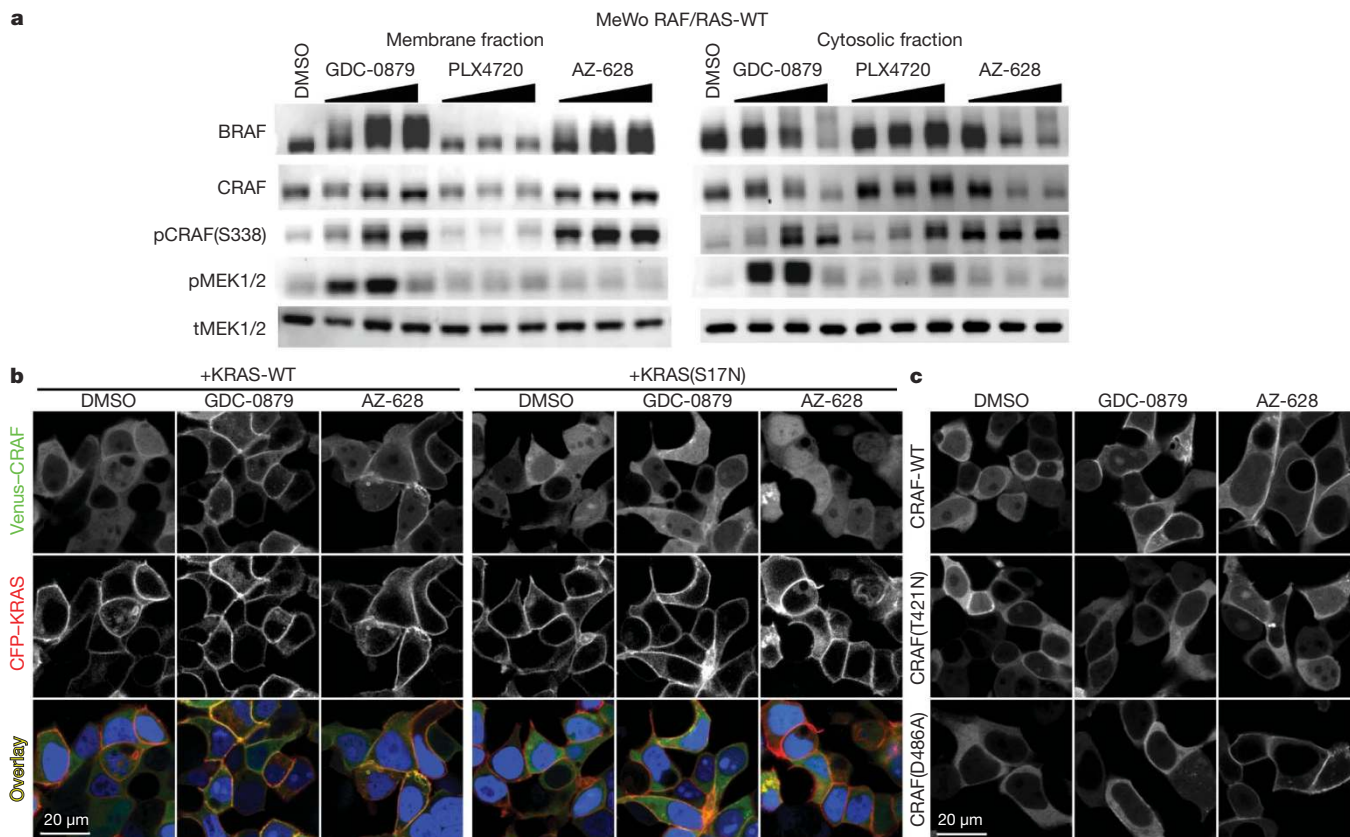 a
MeWo RAF/RAS-WT
Membrane fraction
Cytosolic fraction
DMSO GDC-0879 PLX4720 AZ-628
DMSO GDC-0879 PLX4720 AZ-628
BRAF
CRAF
pCRAF(S338)
pMEK1/2
tMEK1/2
b
+KRAS-WT
+KRAS(S17N)
DMSO GDC-0879 AZ-628
DMSO GDC-0879 AZ-628
Venus–CRAF
CFP–KRAS
Overlay
20 μm
c
DMSO GDC-0879 AZ-628
CRAF-WT
CRAF(T421N)
CRAF(D486A)
20 μm